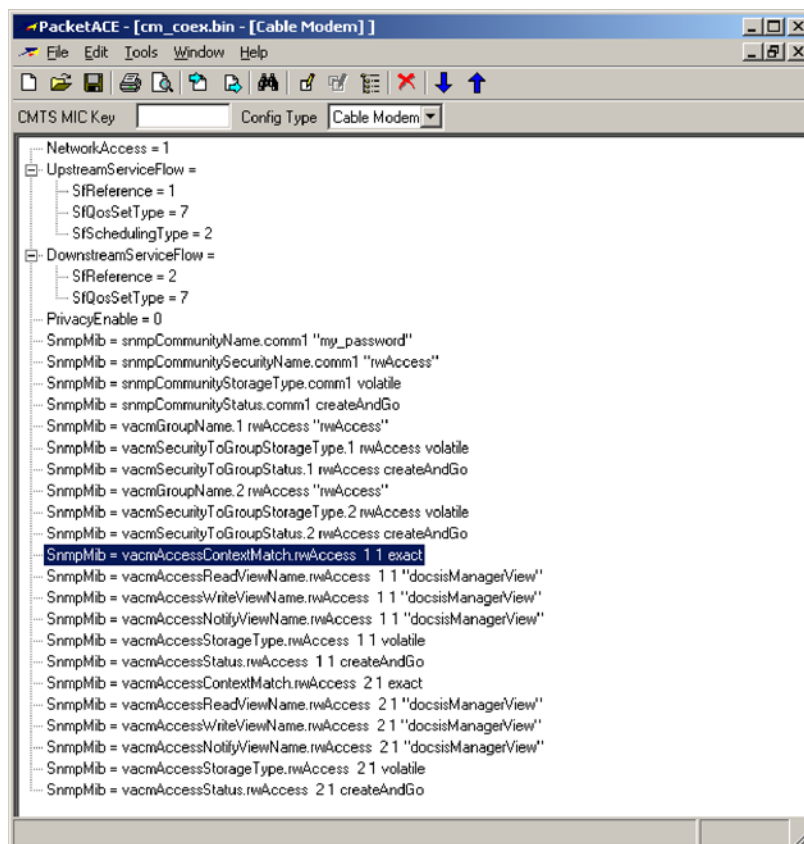 PacketACE - [cm_coex.bin - [Cable Modem] ]
File Edit Tools Window Help
CMTS MIC Key Config Type Cable Modem
NetworkAccess = 1
UpstreamServiceFlow =
SfReference = 1
SfQosSetType = 7
SfSchedulingType = 2
DownstreamServiceFlow =
SfReference = 2
SfQosSetType = 7
PrivacyEnable = 0
SnmpMib = snmpCommunityName.comm1 "my_password"
SnmpMib = snmpCommunitySecurityName.comm1 "rwAccess"
SnmpMib = snmpCommunityStorageType.comm1 volatile
SnmpMib = snmpCommunityStatus.comm1 createAndGo
SnmpMib = vacmGroupName.1 rwAccess "rwAccess"
SnmpMib = vacmSecurityToGroupStorageType.1 rwAccess volatile
SnmpMib = vacmSecurityToGroupStatus.1 rwAccess createAndGo
SnmpMib = vacmGroupName.2 rwAccess "rwAccess"
SnmpMib = vacmSecurityToGroupStorageType.2 rwAccess volatile
SnmpMib = vacmSecurityToGroupStatus.2 rwAccess createAndGo
SnmpMib = vacmAccessContextMatch.rwAccess 1 1 exact
SnmpMib = vacmAccessReadViewName.rwAccess 1 1 "docsisManagerView"
SnmpMib = vacmAccessWriteViewName.rwAccess 1 1 "docsisManagerView"
SnmpMib = vacmAccessNotifyViewName.rwAccess 1 1 "docsisManagerView"
SnmpMib = vacmAccessStorageType.rwAccess 1 1 volatile
SnmpMib = vacmAccessStatus.rwAccess 1 1 createAndGo
SnmpMib = vacmAccessContextMatch.rwAccess 2 1 exact
SnmpMib = vacmAccessReadViewName.rwAccess 2 1 "docsisManagerView"
SnmpMib = vacmAccessWriteViewName.rwAccess 2 1 "docsisManagerView"
SnmpMib = vacmAccessNotifyViewName.rwAccess 2 1 "docsisManagerView"
SnmpMib = vacmAccessStorageType.rwAccess 2 1 volatile
SnmpMib = vacmAccessStatus.rwAccess 2 1 createAndGo